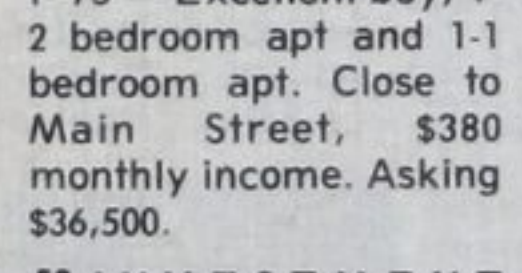 2 bedroom apt and 1-1
bedroom apt. Close to
Main Street, $380
monthly income. Asking
$36,500.